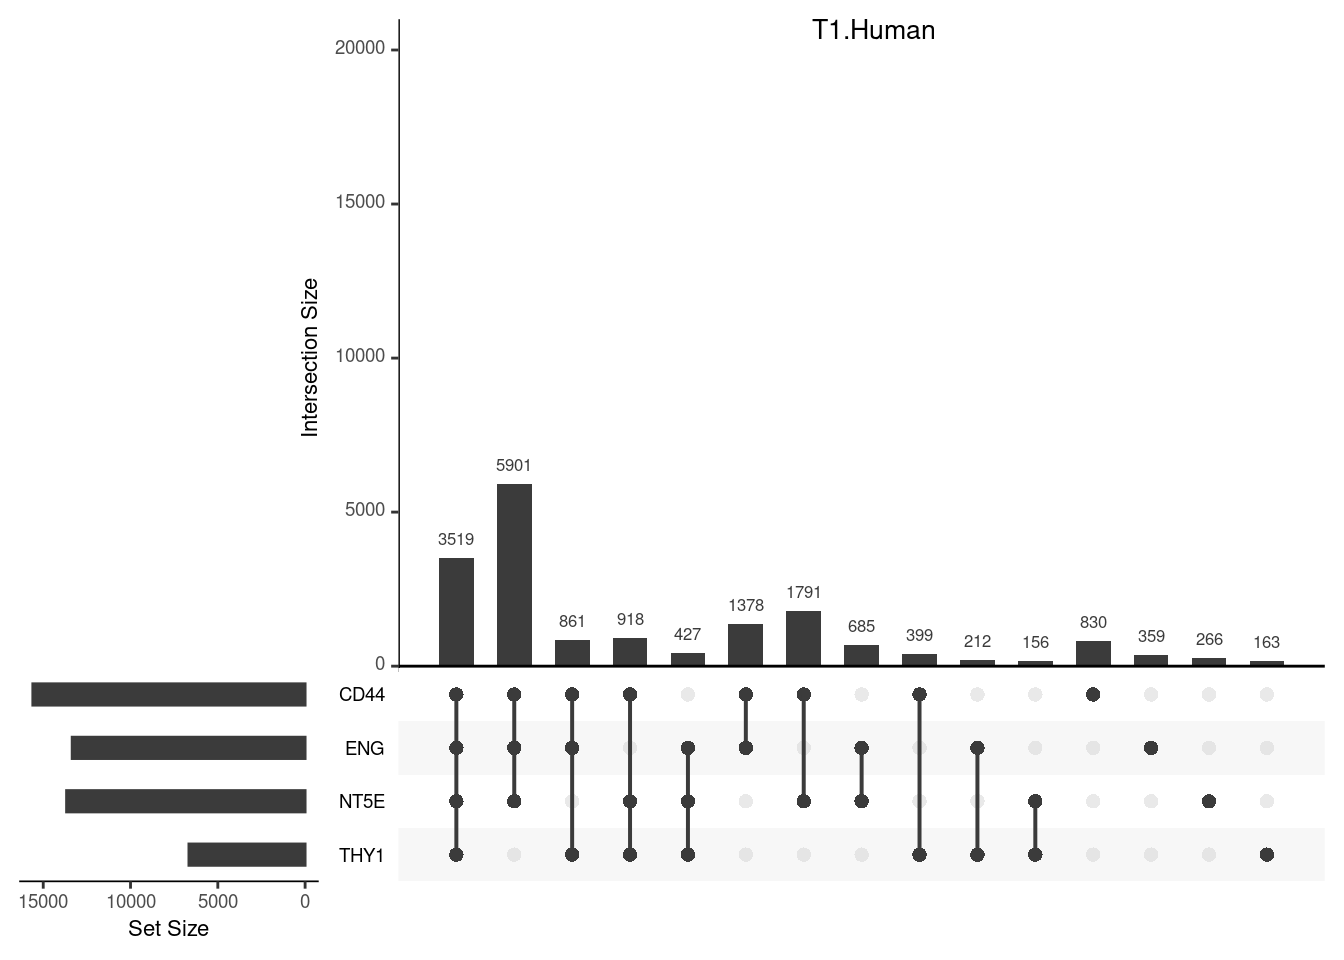 T1.Human
20000
15000
10000
5000
0
Intersection Size
3519
5901
861
918
427
1378
1791
685
399
212
156
830
359
266
163
CD44
ENG
NT5E
THY1
15000 10000 5000 0
Set Size